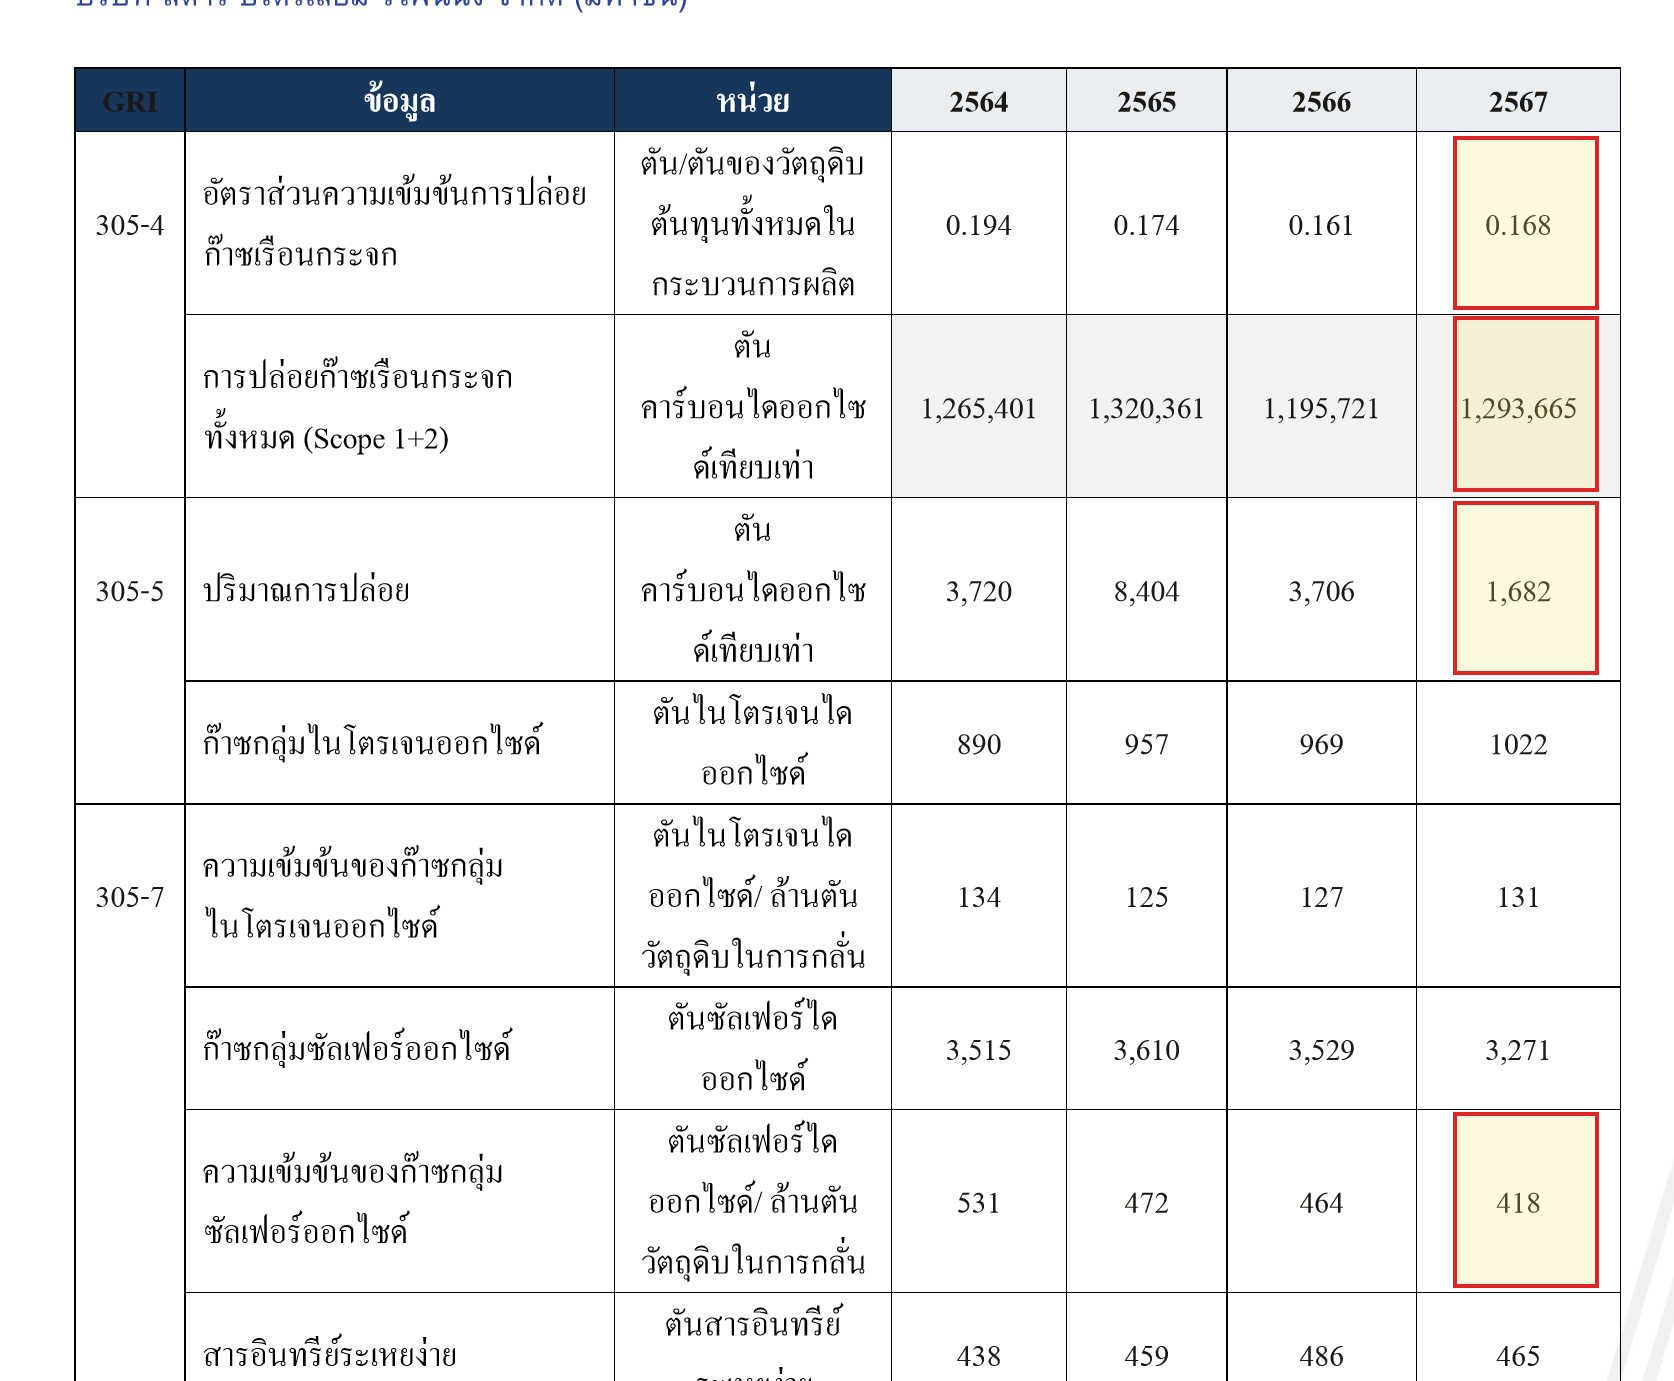 GRI ข้อมูล หน่วย 2564 2565 2566 2567
ตัน/ตันของวัตถุดิบ
อัตราส่วนความเข้มข้นการปล่อย
305-4 ต้นทุนทั้งหมดใน 0.194 0.174 0.161 0.168
ก๊าซเรือนกระจก
กระบวนการผลิต
ตัน
การปล่อยก๊าซเรือนกระจก
คาร์บอนไดออกไซ 1,265,401 1,320,361 1,195,721 1,293,665
ทั้งหมด (Scope 1+2)
ด์เทียบเท่า
ตัน
305-5 ปริมาณการปล่อย คาร์บอนไดออกไซ 3,720 8,404 3,706 1,682
ด์เทียบเท่า
ตันไนโตรเจนได
ก๊าซกลุ่มไนโตรเจนออกไซด์ 890 957 969 1022
ออกไซด์
ตันไนโตรเจนได
ความเข้มข้นของก๊าซกลุ่ม
305-7 ออกไซด์/ ล้านตัน 134 125 127 131
ไนโตรเจนออกไซด์
วัตถุดิบในการกลั่น
ตันซัลเฟอร์ได
ก๊าซกลุ่มซัลเฟอร์ออกไซด์ 3,515 3,610 3,529 3,271
ออกไซด์
ตันซัลเฟอร์ได
ความเข้มข้นของก๊าซกลุ่ม
ออกไซด์/ ล้านตัน 531 472 464 418
ซัลเฟอร์ออกไซด์
วัตถุดิบในการกลั่น
ตันสารอินทรีย์
สารอินทรีย์ระเหยง่าย 438 459 486 465